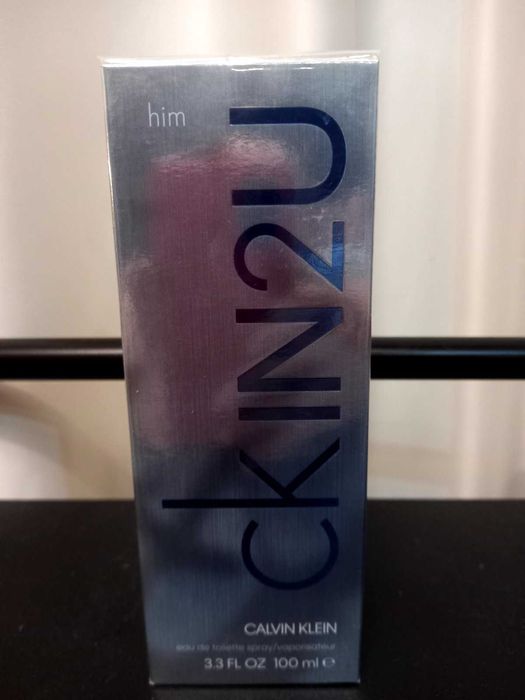 him
CKIN2U
CALVIN KLEIN
eau de toilette spray/vaporisateur
3.3 FL OZ 100 ml ℮